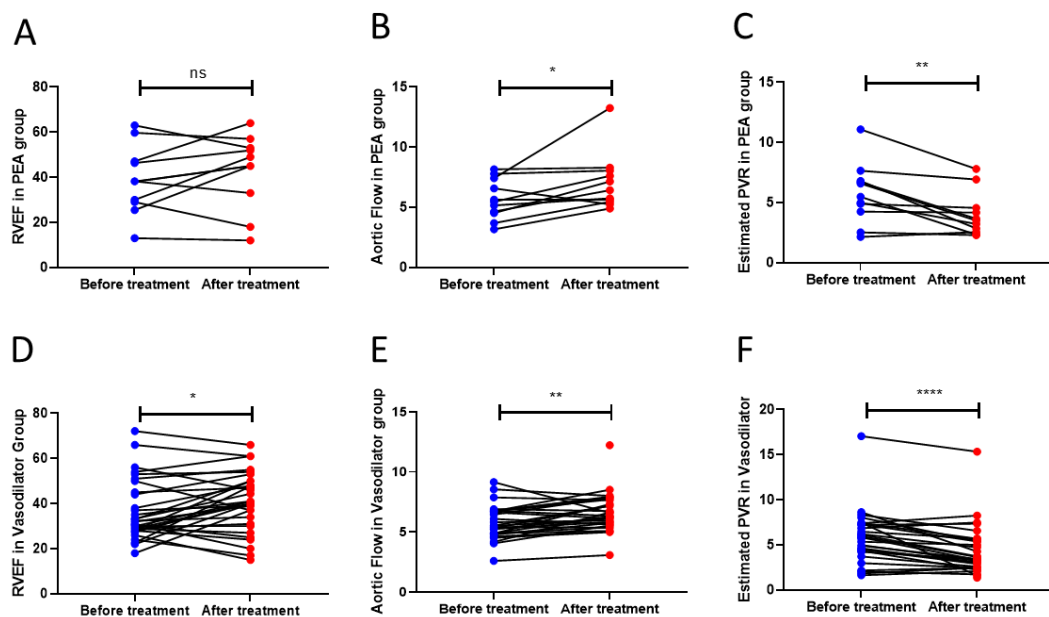 A
RVEF in PEA group
80
60
40
20
0
ns
Before treatment After treatment
B
Aortic Flow in PEA group
15
10
5
0
*
Before treatment After treatment
C
Estimated PVR in PEA group
15
10
5
0
**
Before treatment After treatment
D
RVEF in Vasodilator Group
80
60
40
20
0
*
Before treatment After treatment
E
Aortic Flow in Vasodilator group
15
10
5
0
**
Before treatment After treatment
F
Estimated PVR in Vasodilator
20
15
10
5
0
****
Before treatment After treatment